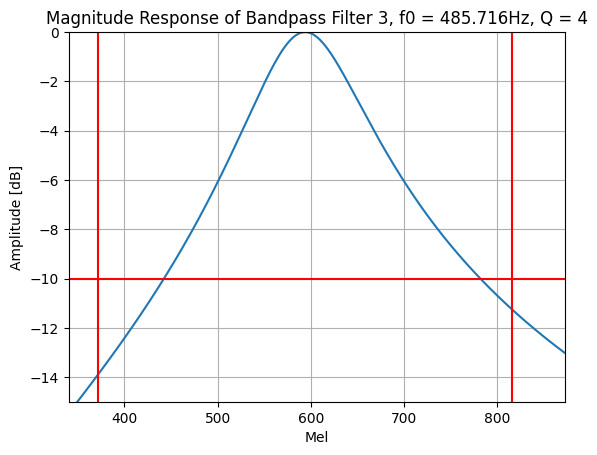 Magnitude Response of Bandpass Filter 3, f0 = 485.716Hz, Q = 4
0
−2
−4
−6
−8
−10
−12
−14
Amplitude [dB]
400 500 600 700 800
Mel